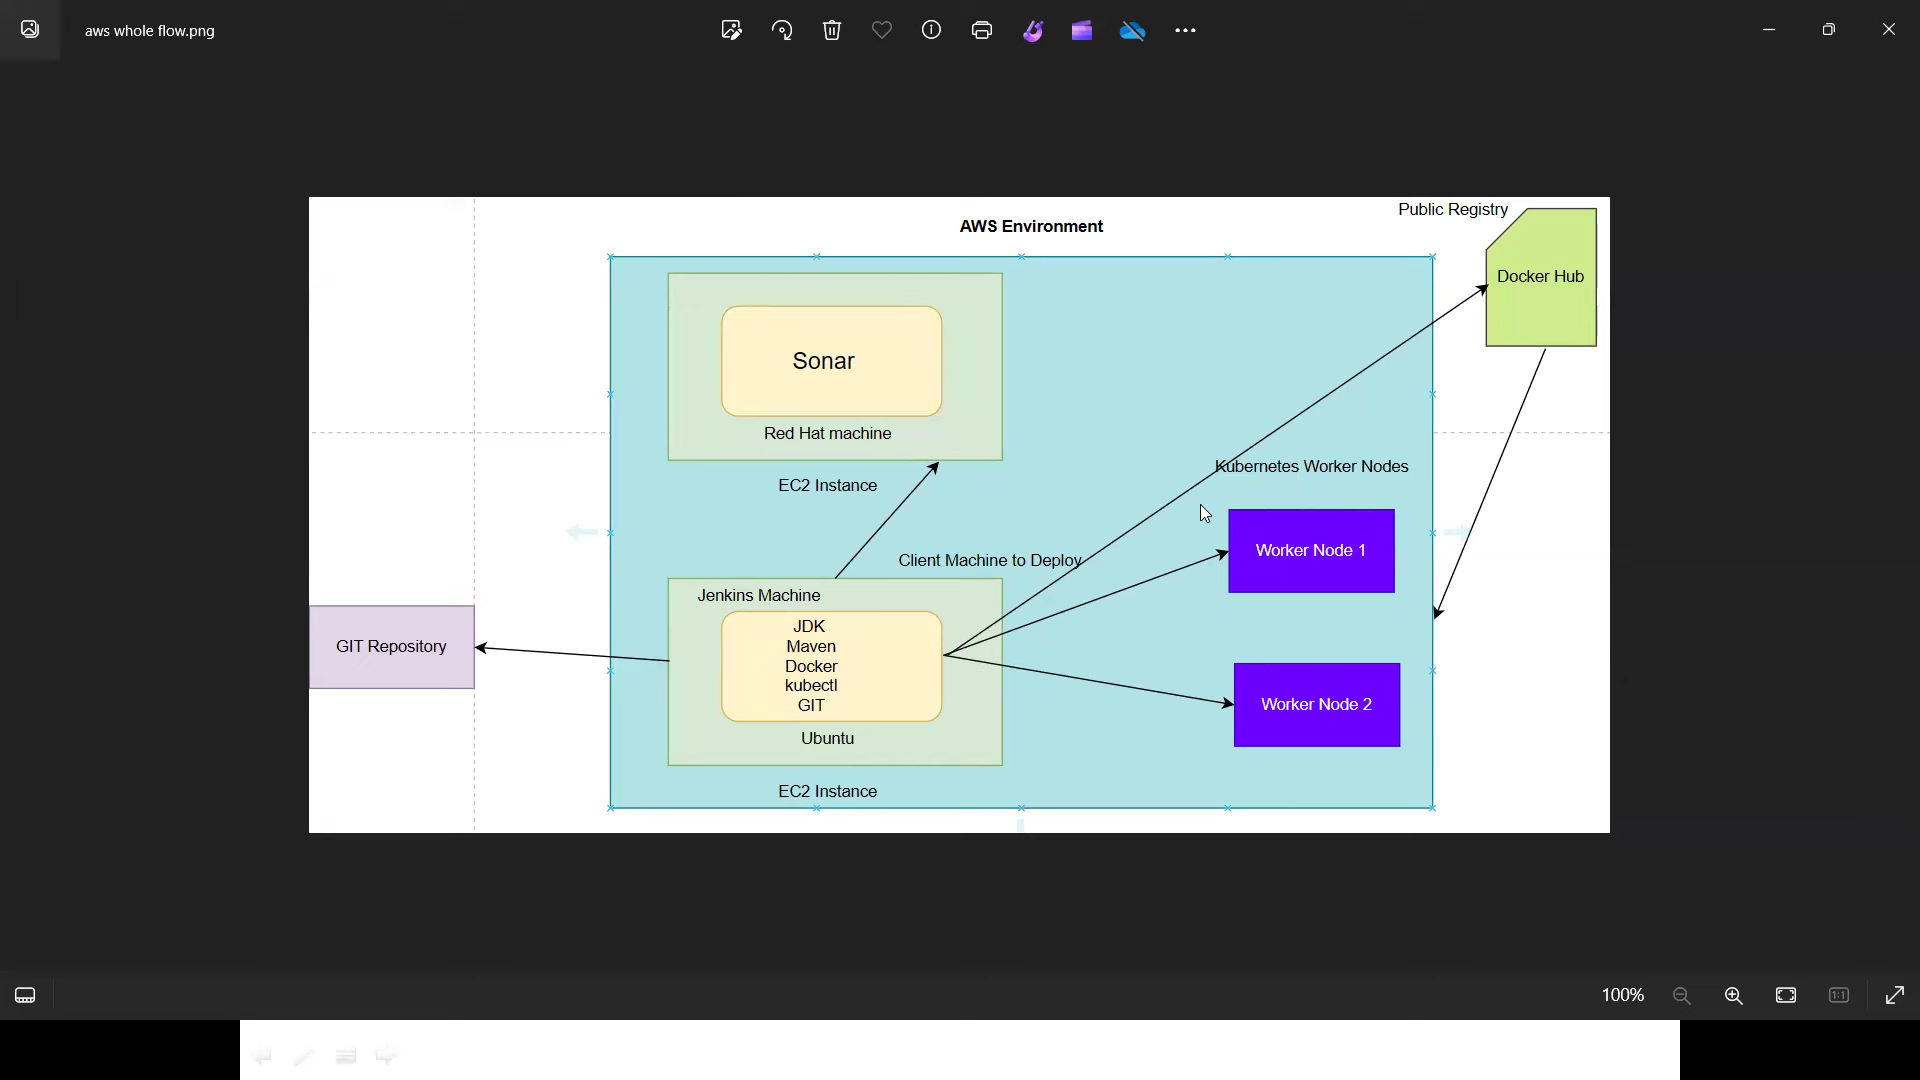 aws whole flow.png
Public Registry
AWS Environment
Docker Hub
Sonar
Red Hat machine
Kubernetes Worker Nodes
EC2 Instance
Worker Node 1
Client Machine to Deploy
Jenkins Machine
JDK
Maven
Docker
kubectl
GIT
GIT Repository
Worker Node 2
Ubuntu
EC2 Instance
100%
1:1